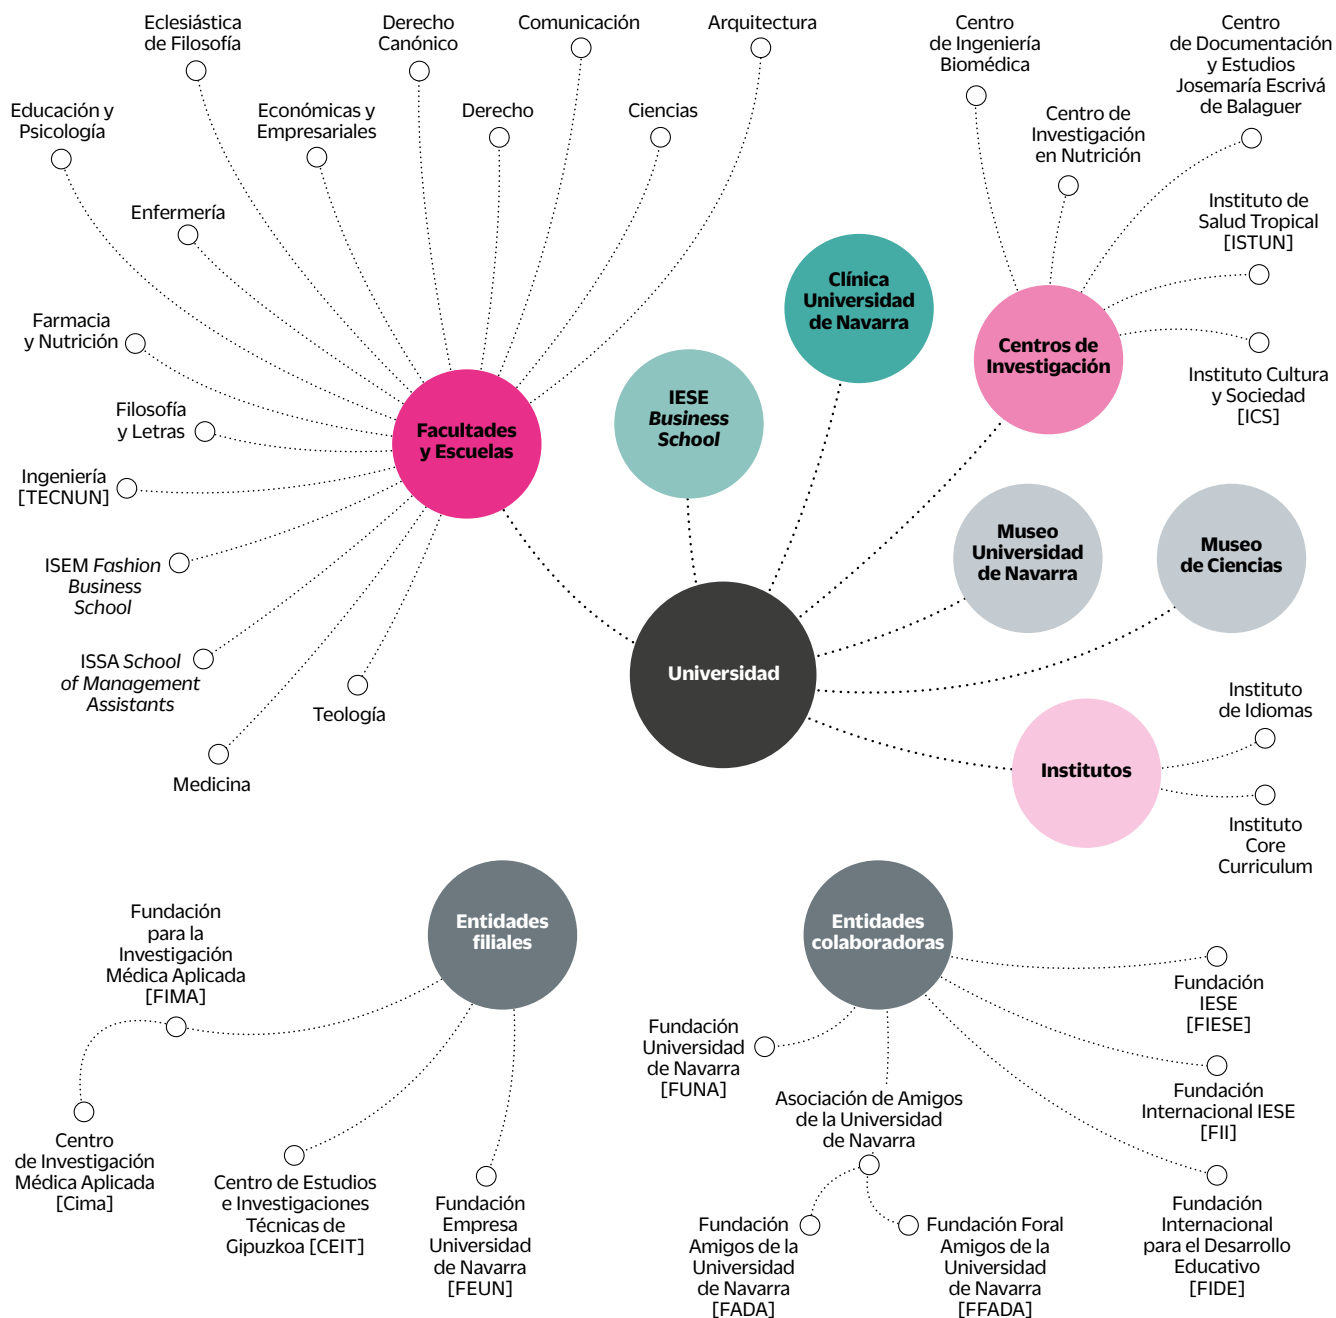 Eclesiástica
de Filosofía
Derecho
Canónico
Comunicación
Arquitectura
Educación y
Psicología
Económicas y
Empresariales
Derecho
Ciencias
Enfermería
Farmacia
y Nutrición
Filosofía
y Letras
Ingeniería
[TECNUN]
ISEM Fashion
Business
School
ISSA School
of Management
Assistants
Medicina
Teología
Facultades
y Escuelas
IESE
Business
School
Clínica
Universidad
de Navarra
Centro
de Ingeniería
Biomédica
Centro de
Investigación
en Nutrición
Centro
de Documentación
y Estudios
Josemaría Escrivá
de Balaguer
Instituto de
Salud Tropical
[ISTUN]
Instituto Cultura
y Sociedad
[ICS]
Centros de
Investigación
Museo
Universidad
de Navarra
Museo
de Ciencias
Universidad
Institutos
Instituto
de Idiomas
Instituto
Core
Curriculum
Entidades
filiales
Fundación
para la
Investigación
Médica Aplicada
[FIMA]
Centro
de Investigación
Médica Aplicada
[Cima]
Centro de Estudios
e Investigaciones
Técnicas de
Gipuzkoa [CEIT]
Fundación
Empresa
Universidad
de Navarra
[FEUN]
Entidades
colaboradoras
Fundación
Universidad
de Navarra
[FUNA]
Asociación de Amigos
de la Universidad
de Navarra
Fundación
Amigos de la
Universidad
de Navarra
[FADA]
Fundación Foral
Amigos de la
Universidad
de Navarra
[FFADA]
Fundación
IESE
[FIESE]
Fundación
Internacional IESE
[FII]
Fundación
Internacional
para el Desarrollo
Educativo
[FIDE]